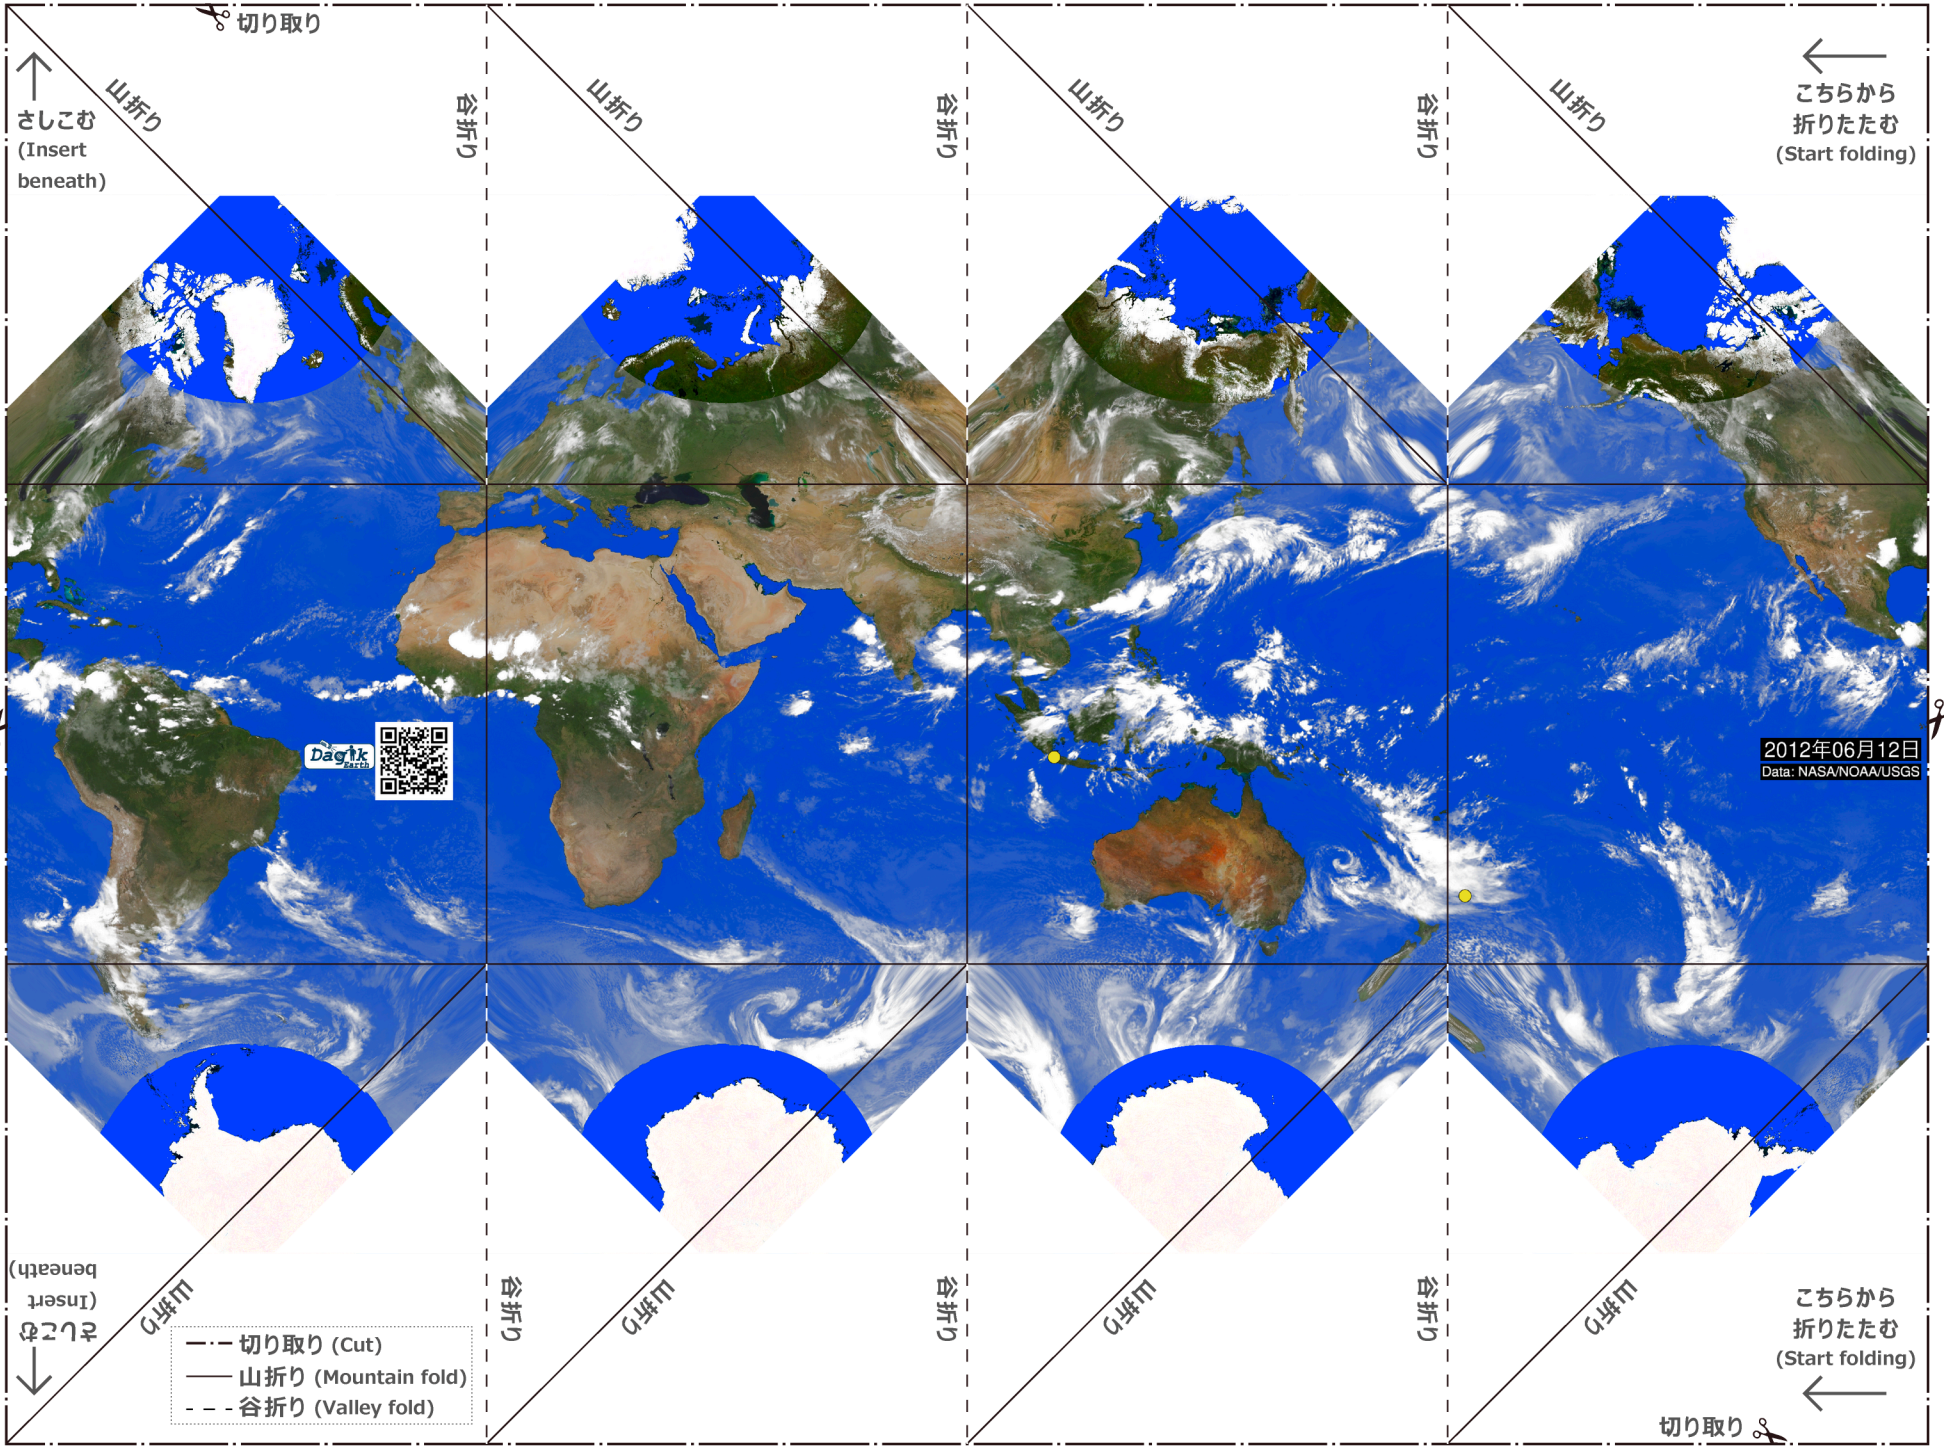 切り取り
山折り
谷折り
山折り
谷折り
山折り
谷折り
山折り
さしこむ
(Insert
beneath)
こちらから
折りたたむ
(Start folding)
Dagik
Earth
2012年06月12日
Data: NASA/NOAA/USGS
さしこむ
(Insert
beneath)
山折り
谷折り
山折り
谷折り
山折り
谷折り
山折り
切り取り (Cut)
山折り (Mountain fold)
谷折り (Valley fold)
こちらから
折りたたむ
(Start folding)
切り取り